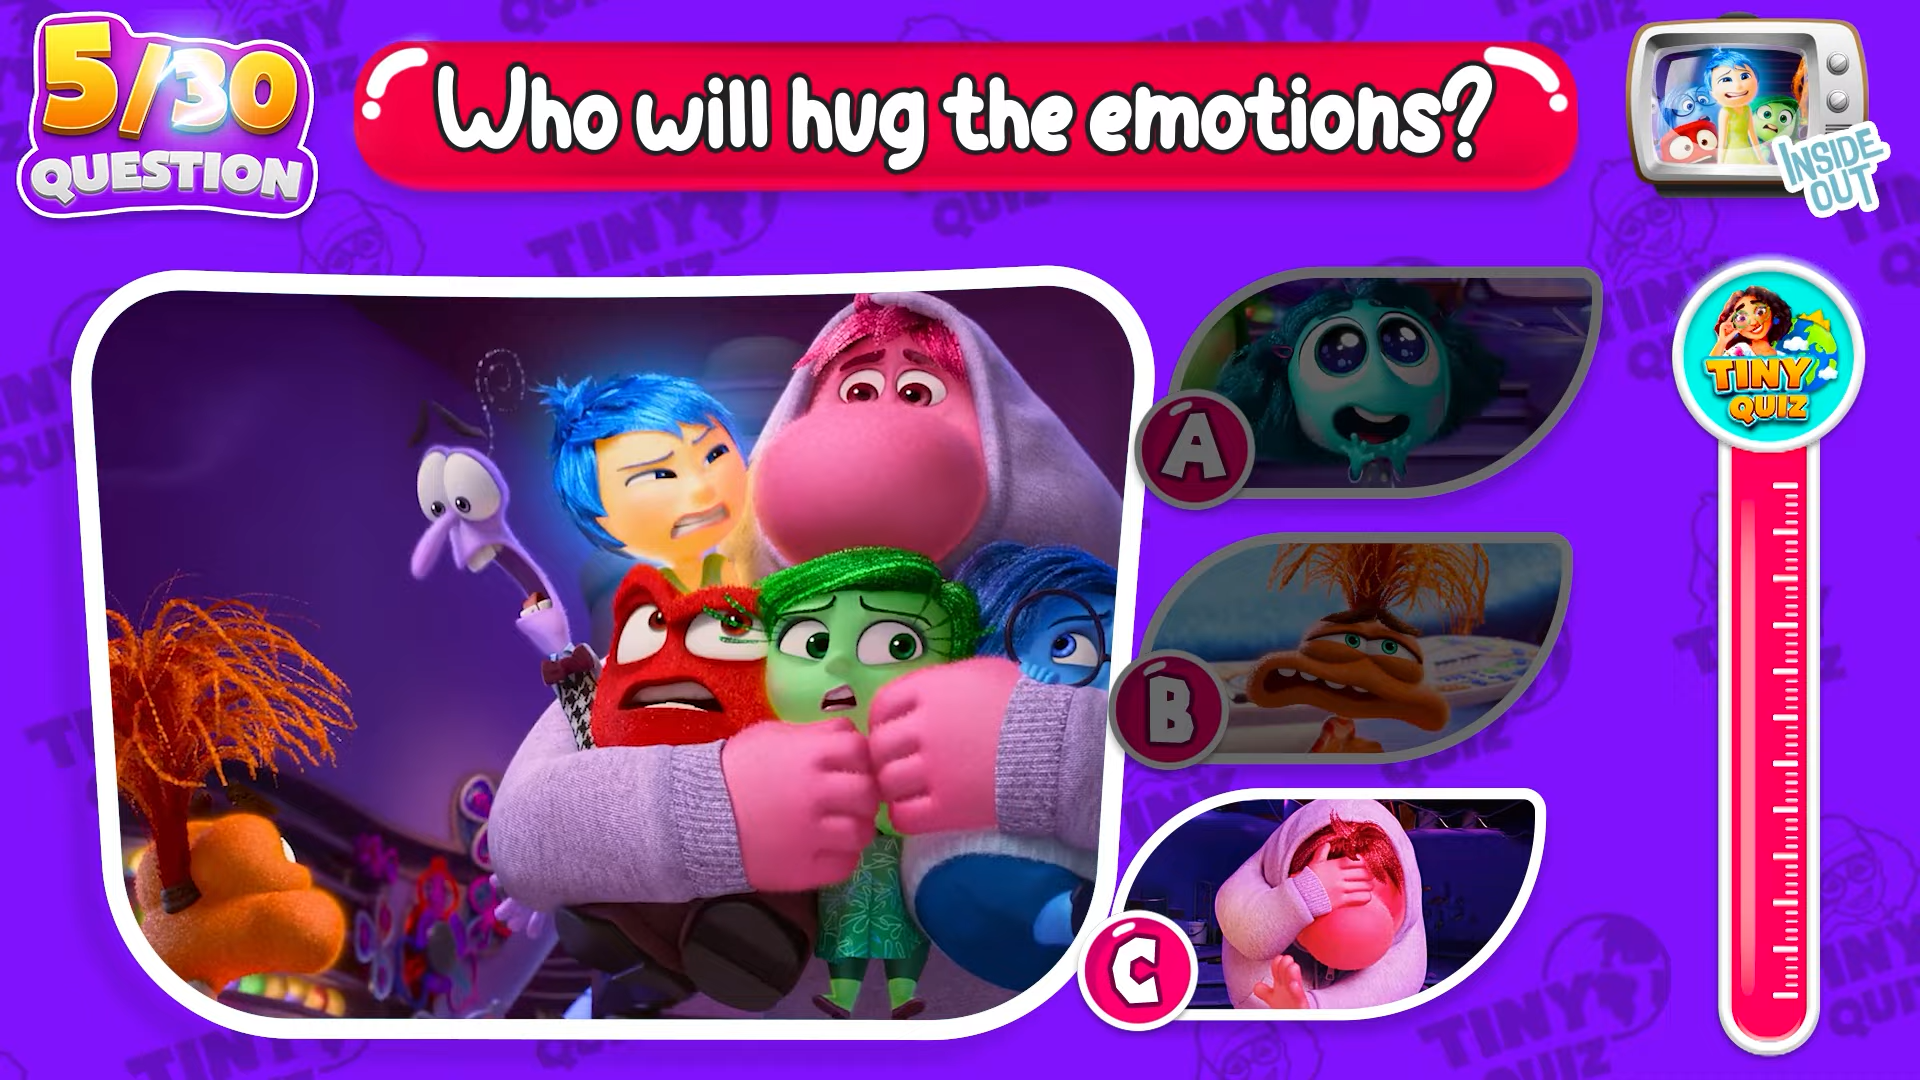 5/30
QUESTION
Who will hug the emotions?
INSIDE
OUT
A
B
C
TINY
QUIZ